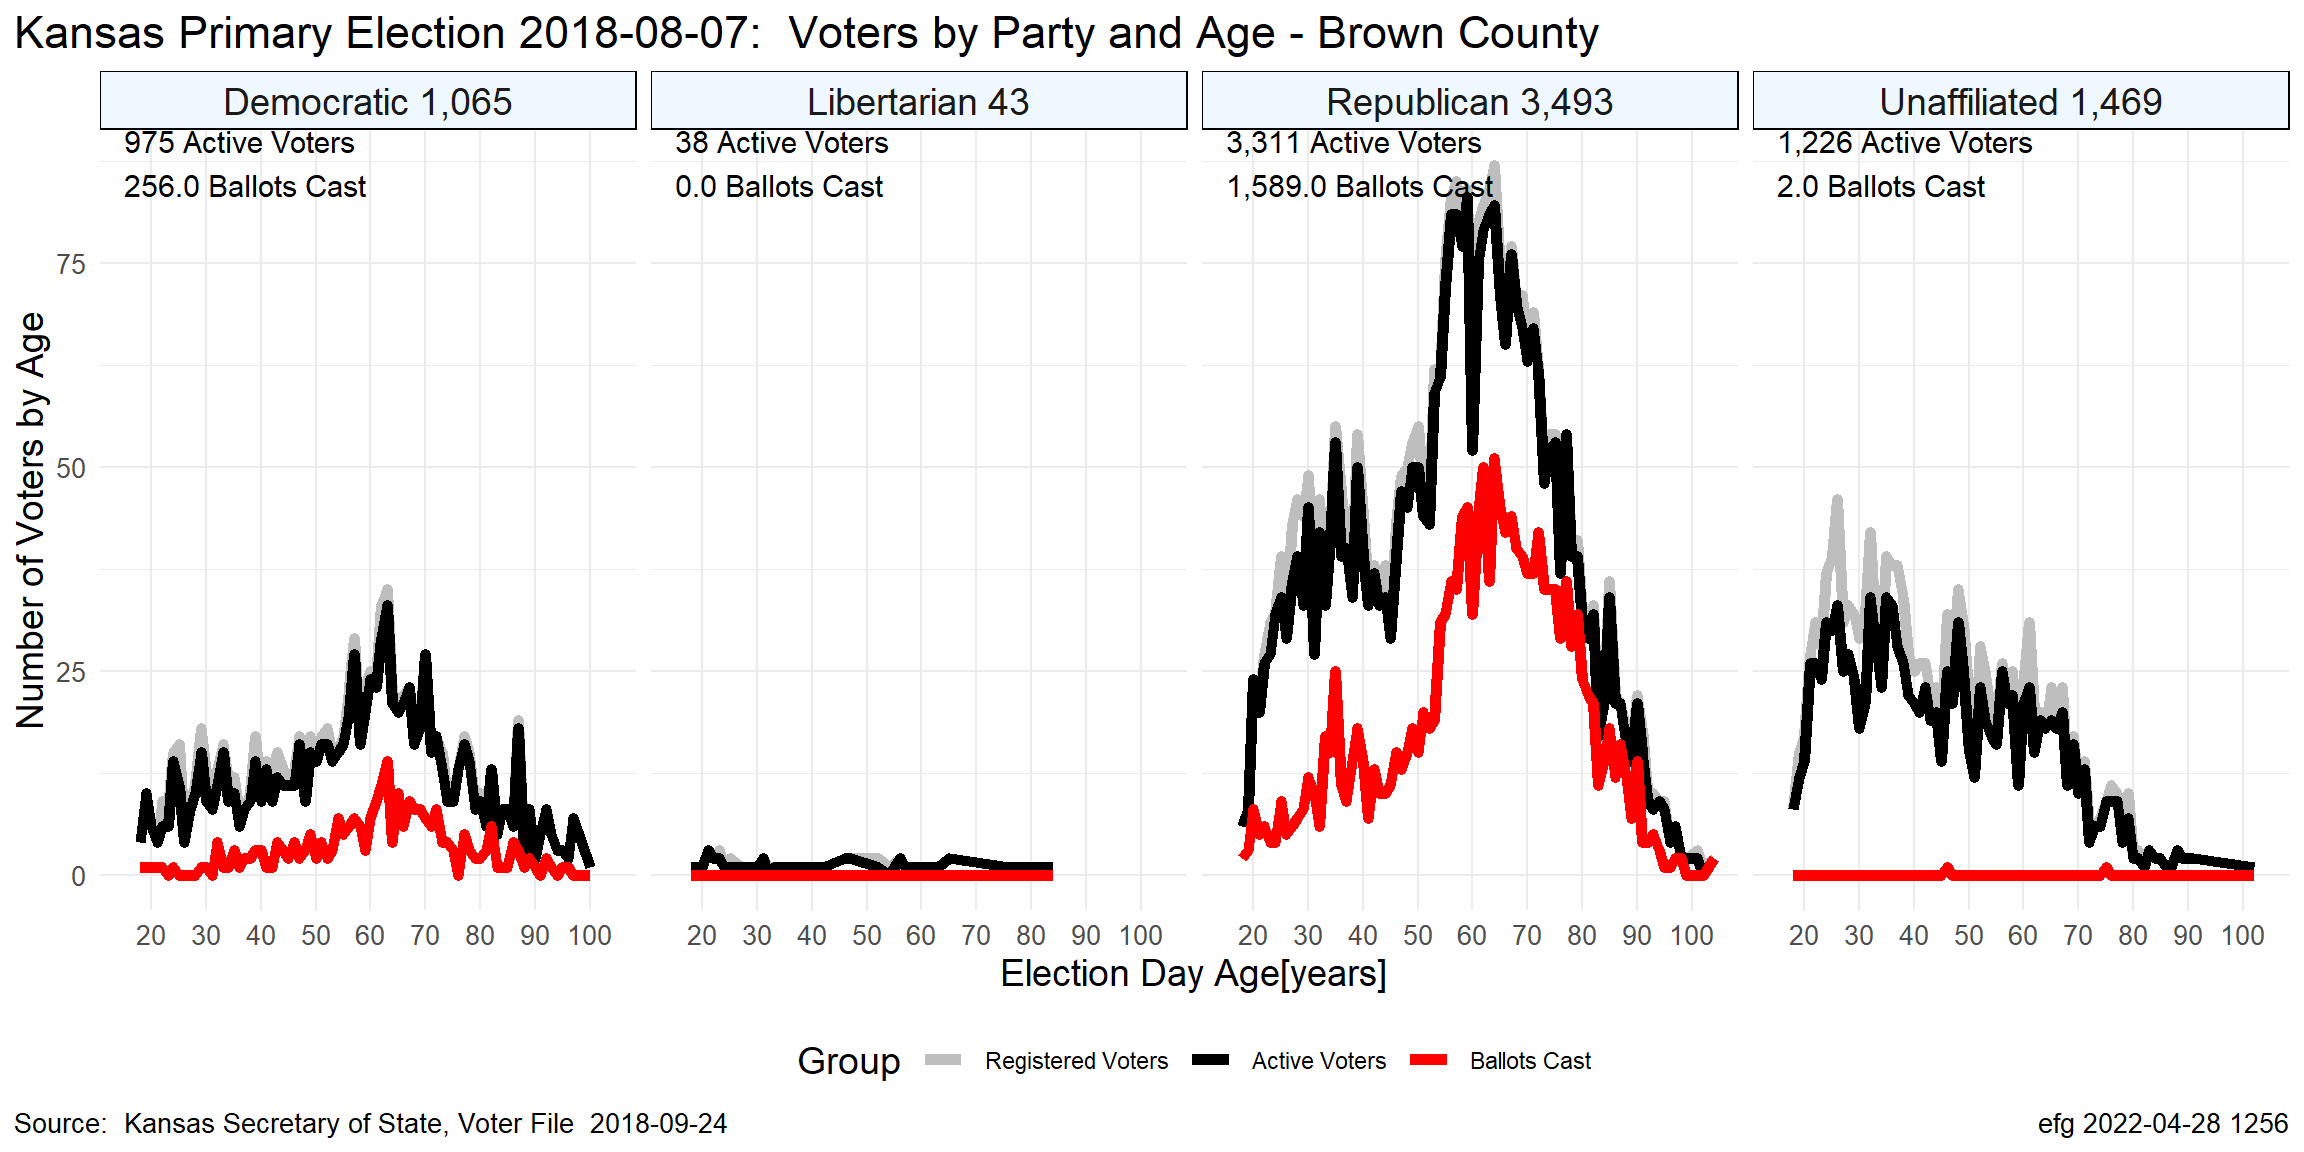 Kansas Primary Election 2018-08-07:  Voters by Party and Age - Brown County
Democratic 1,065
Libertarian 43
Republican 3,493
Unaffiliated 1,469
975 Active Voters
256.0 Ballots Cast
38 Active Voters
0.0 Ballots Cast
3,311 Active Voters
1,589.0 Ballots Cast
1,226 Active Voters
2.0 Ballots Cast
Number of Voters by Age
75
50
25
0
20 30 40 50 60 70 80 90 100
20 30 40 50 60 70 80 90 100
20 30 40 50 60 70 80 90 100
20 30 40 50 60 70 80 90 100
Election Day Age[years]
Group Registered Voters Active Voters Ballots Cast
Source:  Kansas Secretary of State, Voter File  2018-09-24
efg 2022-04-28 1256